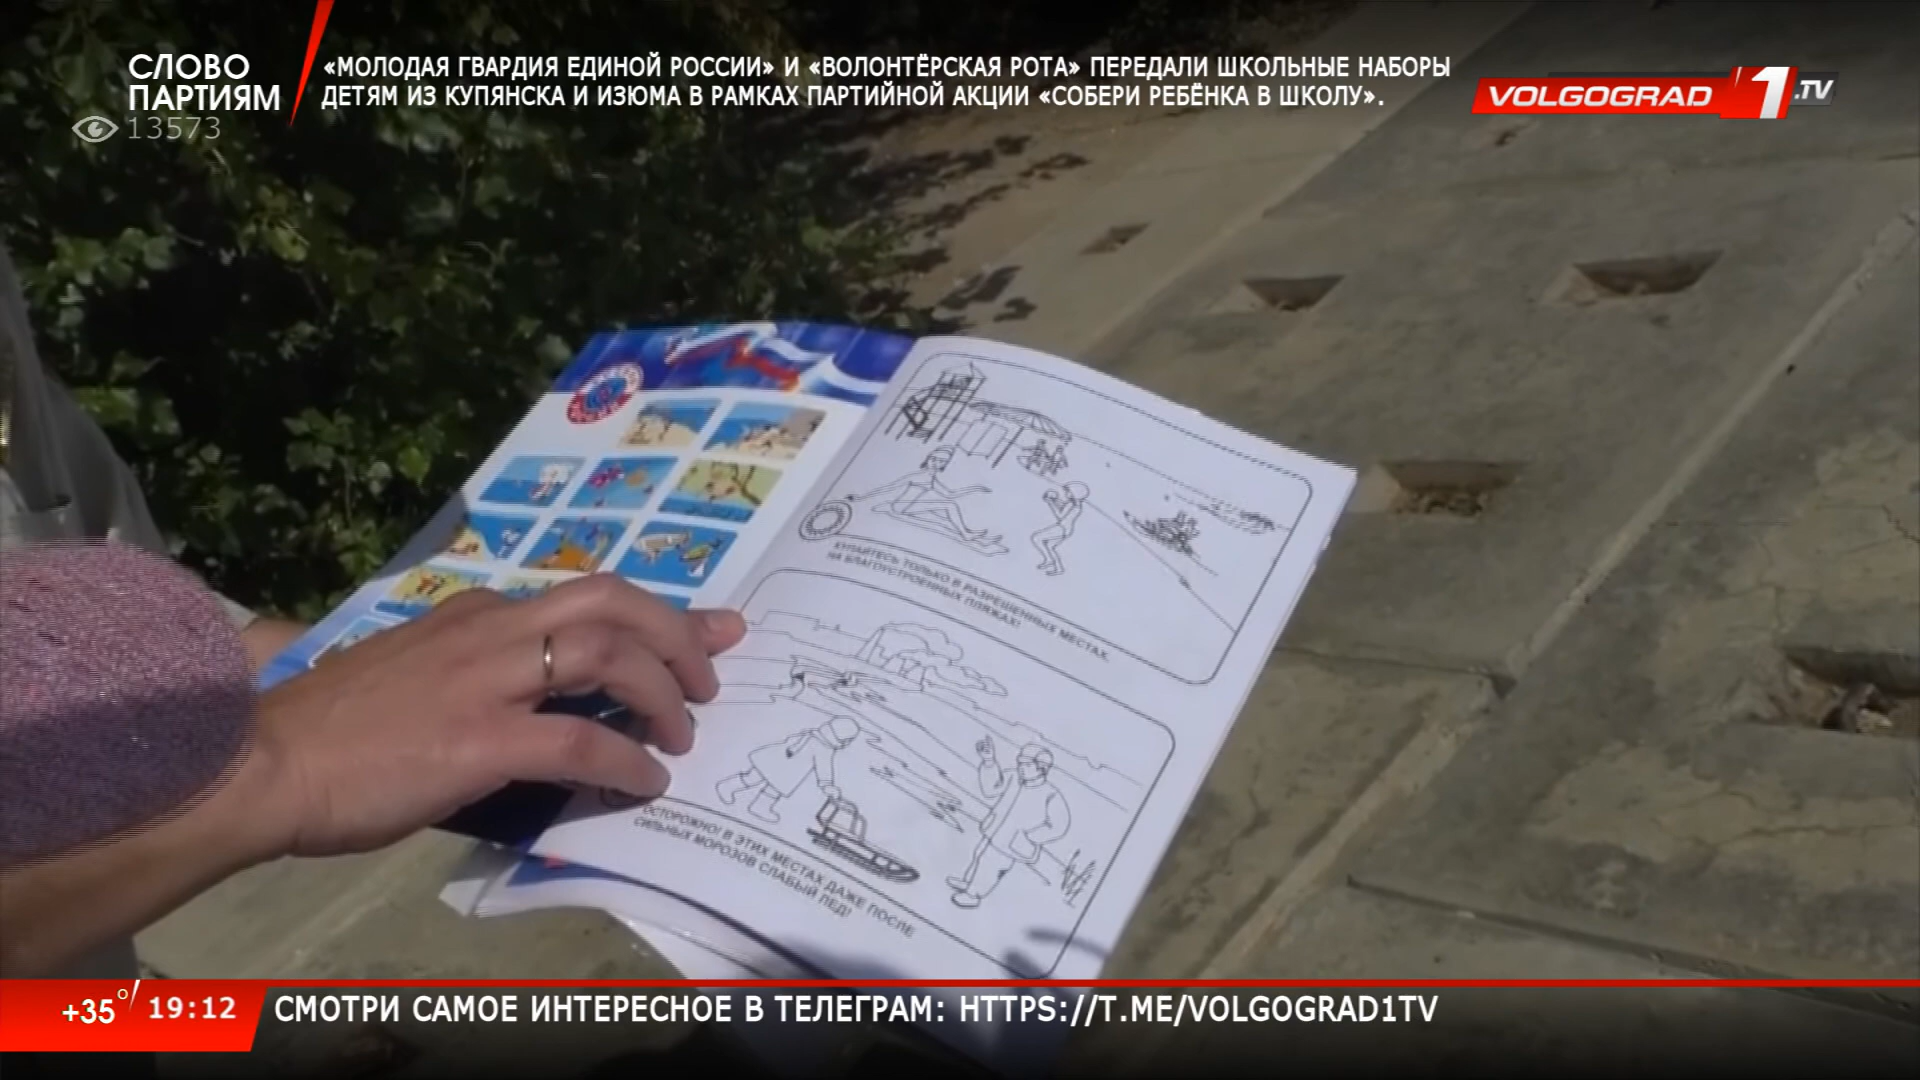 СЛОВО
ПАРТИЯМ
13573
«МОЛОДАЯ ГВАРДИЯ ЕДИНОЙ РОССИИ» И «ВОЛОНТЁРСКАЯ РОТА» ПЕРЕДАЛИ ШКОЛЬНЫЕ НАБОРЫ
ДЕТЯМ ИЗ КУПЯНСКА И ИЗЮМА В РАМКАХ ПАРТИЙНОЙ АКЦИИ «СОБЕРИ РЕБЁНКА В ШКОЛУ».
VOLGOGRAD 1.TV
КУПАЙТЕСЬ ТОЛЬКО В РАЗРЕШЕННЫХ МЕСТАХ,
НА БЛАГОУСТРОЕННЫХ ПЛЯЖАХ!
ОСТОРОЖНО! В ЭТИХ МЕСТАХ ДАЖЕ ПОСЛЕ
СИЛЬНЫХ МОРОЗОВ СЛАБЫЙ ЛЕД!
+35° 19:12
СМОТРИ САМОЕ ИНТЕРЕСНОЕ В ТЕЛЕГРАМ: HTTPS://T.ME/VOLGOGRAD1TV